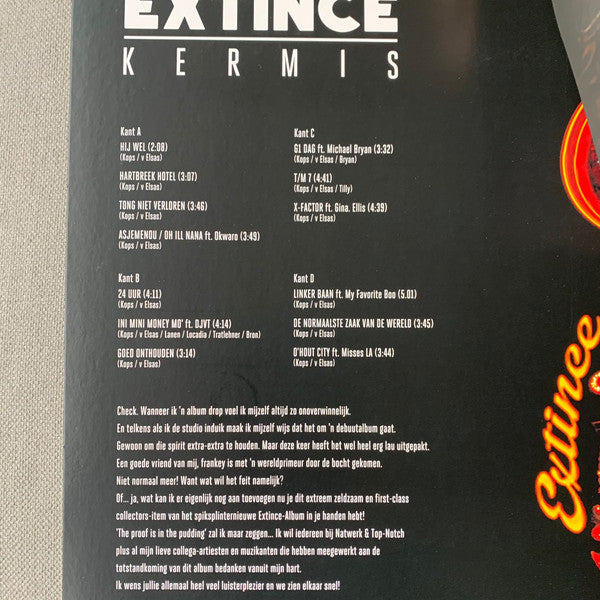 EXTINCE
KERMIS
Kant A
HIJ WEL (2:08)
(Kops / v Elsas)
HARTBREEK HOTEL (3:07)
(Kops / v Elsas)
TONG NIET VERLOREN (3:46)
(Kops / v Elsas)
ASJEMENOU / OH ILL NANA ft. Okwaro (3:49)
(Kops / v Elsas)
Kant B
24 UUR (4:11)
(Kops / v Elsas)
INI MINI MONEY MO' ft. DJVT (4:14)
(Kops / v Elsas / Lanen / Locadia / Tratlehner / Bron)
GOED ONTHOUDEN (3:14)
(Kops / v Elsas)
Kant C
G1 DAG ft. Michael Bryan (3:32)
(Kops / v Elsas / Bryan)
T/M 7 (4:41)
(Kops / v Elsas / Tilly)
X-FACTOR ft. Gina. Ellis (4:39)
(Kops / v Elsas)
Kant D
LINKER BAAN ft. My Favorite Boo (5.01)
(Kops / v Elsas)
DE NORMAALSTE ZAAK VAN DE WERELD (3:45)
(Kops / v Elsas)
O'HOUT CITY ft. Misses LA (3:44)
(Kops / v Elsas)
Check. Wanneer ik 'n album drop voel ik mijzelf altijd zo onoverwinnelijk.
En telkens als ik de studio induik maak ik mijzelf wijs dat het om 'n debuutalbum gaat.
Gewoon om die spirit extra-extra te houden. Maar deze keer heeft het wel heel erg lau uitgepakt.
Een goede vriend van mij, frankey is met 'n wereldprimeur door de bocht gekomen.
Niet normaal meer! Want wat wil het feit namelijk?
Of... ja, wat kan ik er eigenlijk nog aan toevoegen nu je dit extreem zeldzaam en first-class
collectors-item van het spiksplinternieuwe Extince-Album in je handen hebt!
'The proof is in the pudding' zal ik maar zeggen... Ik wil iedereen bij Natwerk & Top-Notch
plus al mijn lieve collega-artiesten en muzikanten die hebben meegewerkt aan de
totstandkoming van dit album bedanken vanuit mijn hart.
Ik wens jullie allemaal heel veel luisterplezier en we zien elkaar snel!
Extince